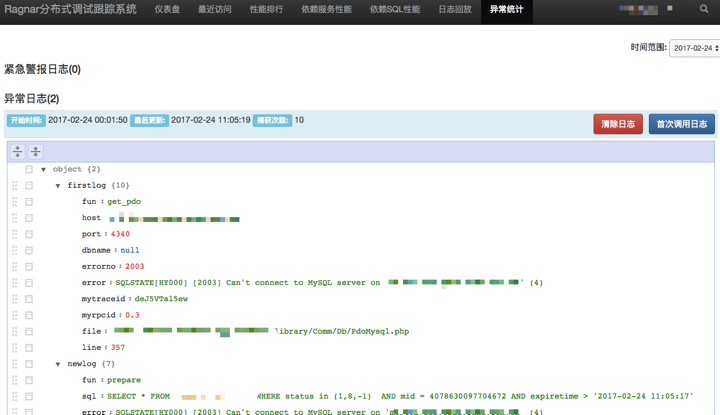 Ragnar分布式调试跟踪系统 仪表盘 最近访问 性能排行 依赖服务性能 依赖SQL性能 日志回放 异常统计
时间范围: 2017-02-24
紧急警报日志(0)
异常日志(2)
开始时间: 2017-02-24 00:01:50 最后更新: 2017-02-24 11:05:19 捕获次数: 10 清除日志 首次调用日志
object {2}
firstlog {10}
fun : get_pdo
host
port : 4340
dbname : null
errorno : 2003
error : SQLSTATE[HY000] [2003] Can't connect to MySQL server on ' (4)
mytraceid : deJ5VTal5ew
myrpcid : 0.3
file : \library/Comm/Db/PdoMysql.php
line : 357
newlog {7}
fun : prepare
sql : SELECT * FROM WHERE status in (1,8,-1) AND mid = 4078630097704672 AND expiretime > '2017-02-24 11:05:17'
error : SQLSTATE[HY000] [2003] Can't connect to MySQL server on ' (4)